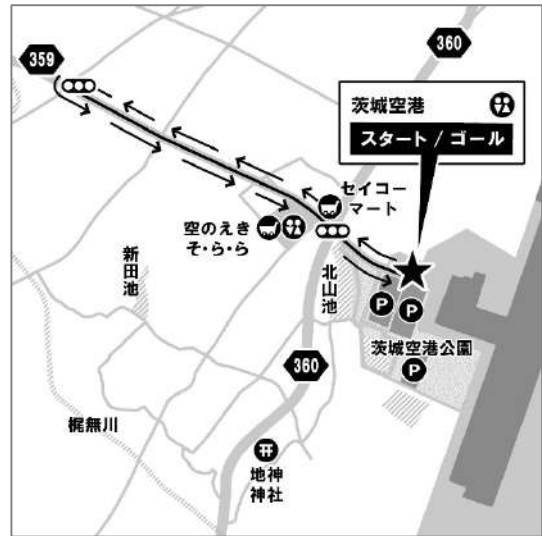 359
360
茨城空港
スタート / ゴール
セイコー
マート
空のえき
そ・ら・ら
新田池
北山池
P
P
茨城空港公園
P
360
梶無川
地神
神社